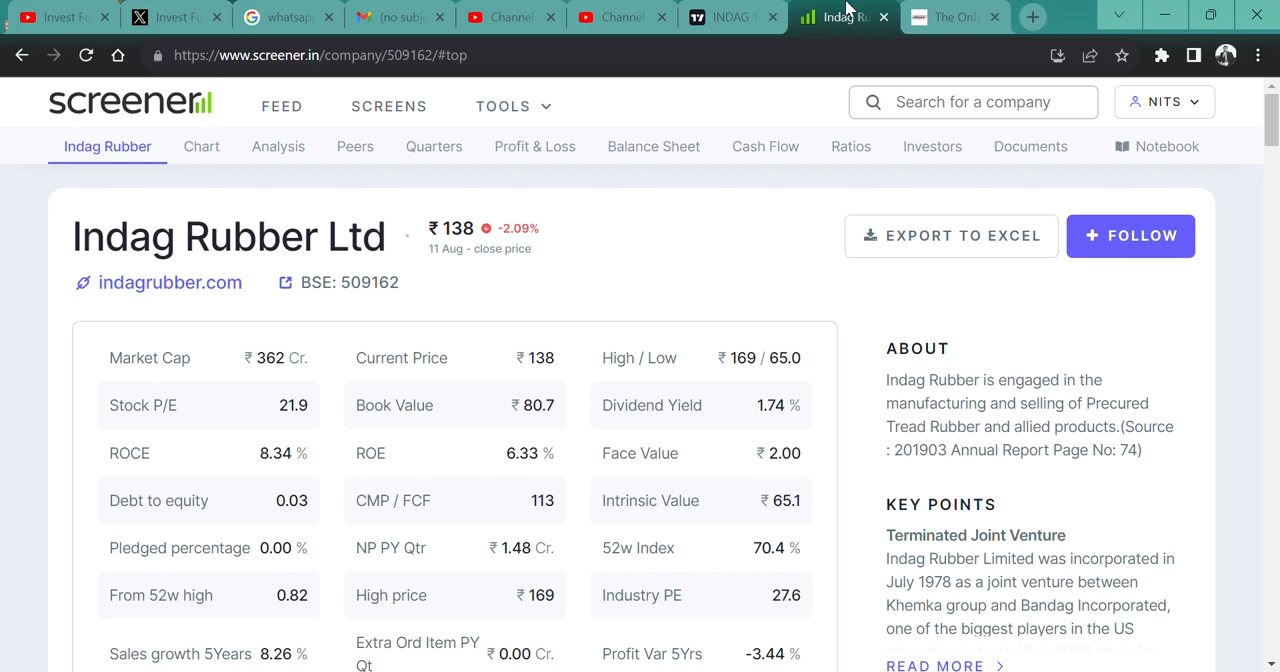 Invest Fo
Invest Fo
whatsap
(no subj
Channel
Channel
INDAG 1
Indag Ru
The Only
https://www.screener.in/company/509162/#top
screener
FEED
SCREENS
TOOLS
Search for a company
NITS
Indag Rubber
Chart
Analysis
Peers
Quarters
Profit & Loss
Balance Sheet
Cash Flow
Ratios
Investors
Documents
Notebook
Indag Rubber Ltd
₹ 138 -2.09%
11 Aug - close price
EXPORT TO EXCEL
+ FOLLOW
indagrubber.com
BSE: 509162
Market Cap ₹ 362 Cr.
Current Price ₹ 138
High / Low ₹ 169 / 65.0
Stock P/E 21.9
Book Value ₹ 80.7
Dividend Yield 1.74 %
ROCE 8.34 %
ROE 6.33 %
Face Value ₹ 2.00
Debt to equity 0.03
CMP / FCF 113
Intrinsic Value ₹ 65.1
Pledged percentage 0.00 %
NP PY Qtr ₹ 1.48 Cr.
52w Index 70.4 %
From 52w high 0.82
High price ₹ 169
Industry PE 27.6
Sales growth 5Years 8.26 %
Extra Ord Item PY
Qt
₹ 0.00 Cr.
Profit Var 5Yrs -3.44 %
ABOUT
Indag Rubber is engaged in the
manufacturing and selling of Precured
Tread Rubber and allied products.(Source
: 201903 Annual Report Page No: 74)
KEY POINTS
Terminated Joint Venture
Indag Rubber Limited was incorporated in
July 1978 as a joint venture between
Khemka group and Bandag Incorporated,
one of the biggest players in the US
READ MORE